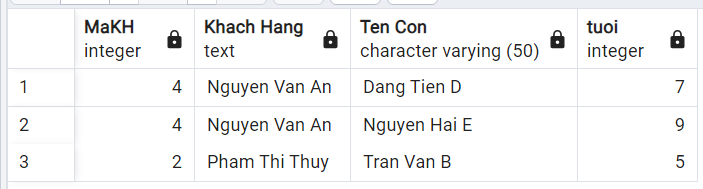 MaKH Khach Hang Ten Con tuoi
integer text character varying (50) integer
1 4 Nguyen Van An Dang Tien D 7
2 4 Nguyen Van An Nguyen Hai E 9
3 2 Pham Thi Thuy Tran Van B 5